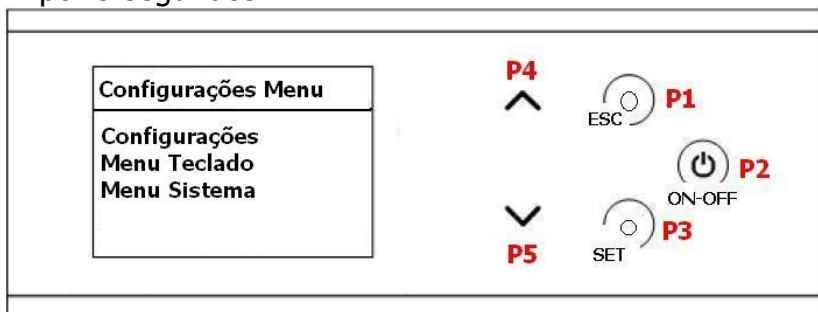 Configurações Menu
Configurações
Menu Teclado
Menu Sistema
P4
ESC
P1
P2
ON-OFF
P5
SET
P3